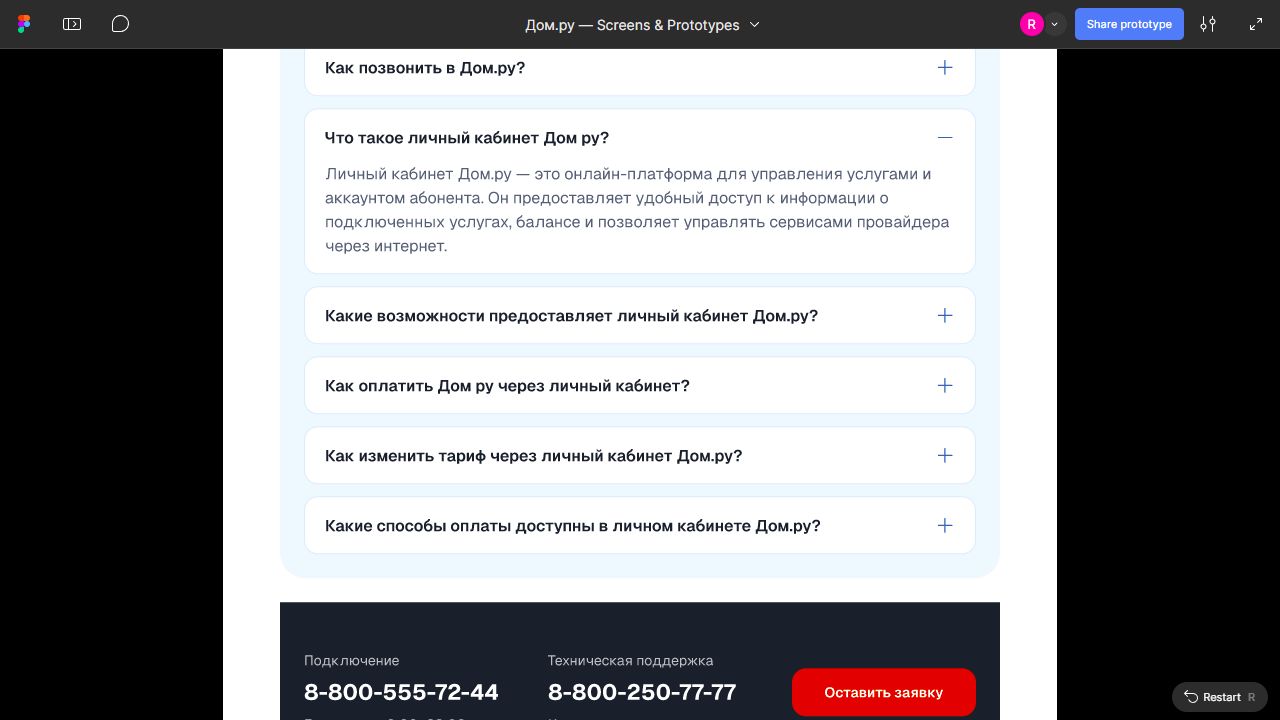 Дом.ру — Screens & Prototypes
R
Share prototype
Как позвонить в Дом.ру?
Что такое личный кабинет Дом ру?
Личный кабинет Дом.ру — это онлайн-платформа для управления услугами и
аккаунтом абонента. Он предоставляет удобный доступ к информации о
подключенных услугах, балансе и позволяет управлять сервисами провайдера
через интернет.
Какие возможности предоставляет личный кабинет Дом.ру?
Как оплатить Дом ру через личный кабинет?
Как изменить тариф через личный кабинет Дом.ру?
Какие способы оплаты доступны в личном кабинете Дом.ру?
Подключение
8-800-555-72-44
Техническая поддержка
8-800-250-77-77
Оставить заявку
Restart R